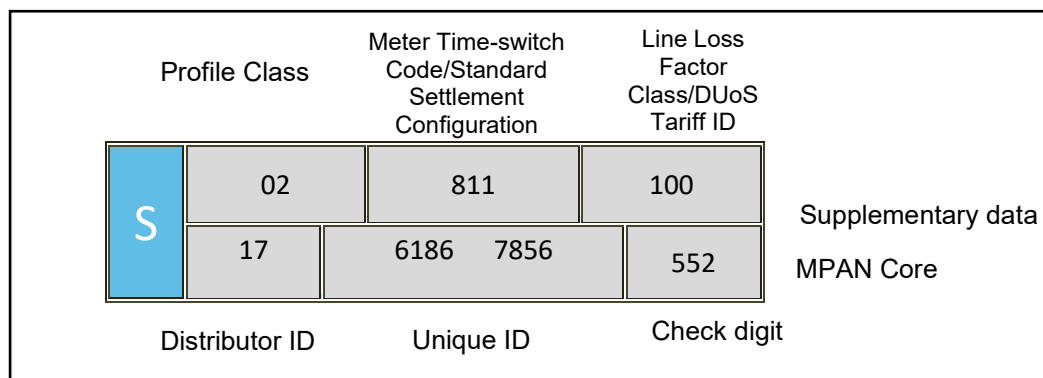 Profile Class
Meter Time-switch
Code/Standard
Settlement
Configuration
Line Loss
Factor
Class/DUoS
Tariff ID
S
02 811 100
Supplementary data
17 6186 7856 552
MPAN Core
Distributor ID Unique ID Check digit